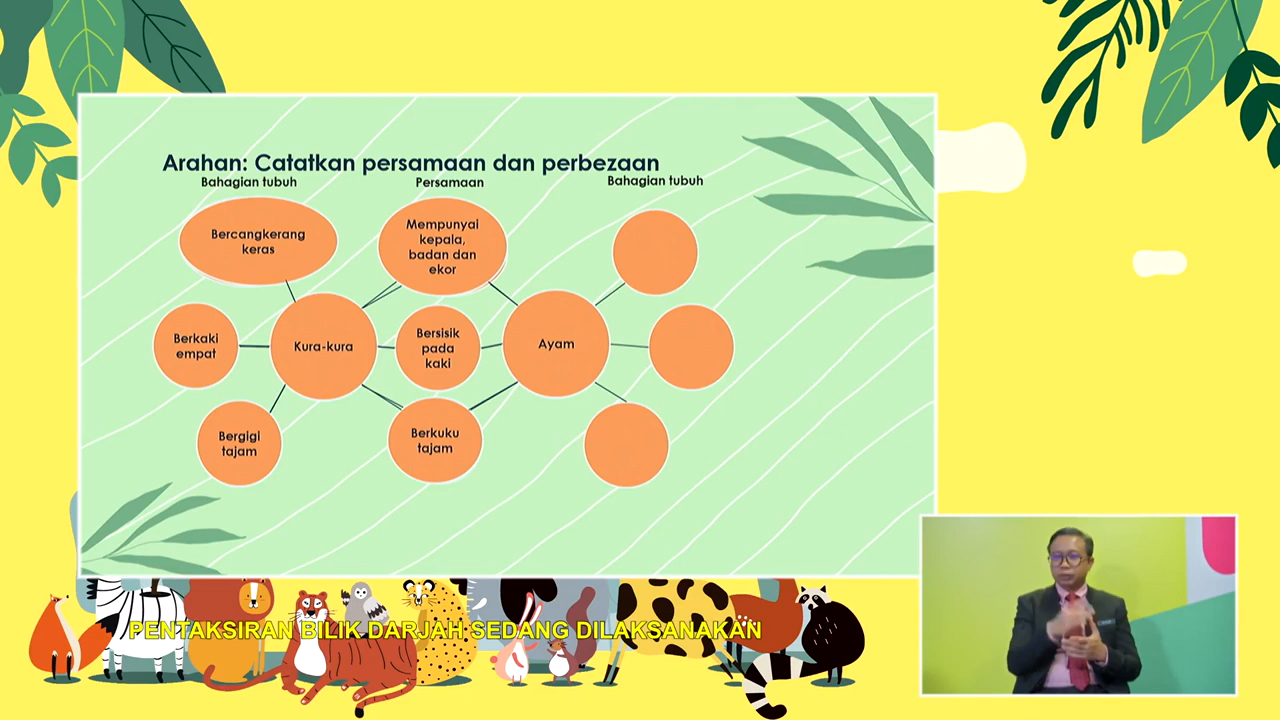 Arahan: Catatkan persamaan dan perbezaan
Bahagian tubuh
Persamaan
Bahagian tubuh
Bercangkerang
keras
Mempunyai
kepala,
badan dan
ekor
Berkaki
empat
Kura-kura
Bersisik
pada
kaki
Ayam
Bergigi
tajam
Berkuku
tajam
PENTAKSIRAN BILIK DARJAH SEDANG DILAKSANAKAN